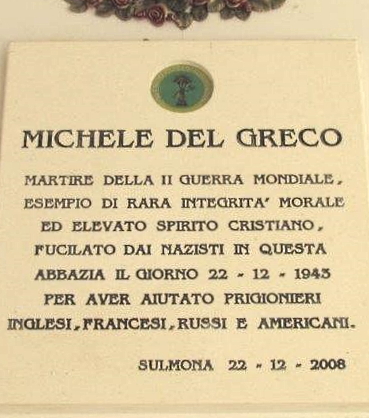 MICHELE DEL GRECO
MARTIRE DELLA II GUERRA MONDIALE,
ESEMPIO DI RARA INTEGRITA' MORALE
ED ELEVATO SPIRITO CRISTIANO,
FUCILATO DAI NAZISTI IN QUESTA
ABBAZIA IL GIORNO 22 - 12 - 1943
PER AVER AIUTATO PRIGIONIERI
INGLESI, FRANCESI, RUSSI E AMERICANI.
SULMONA 22 - 12 - 2008